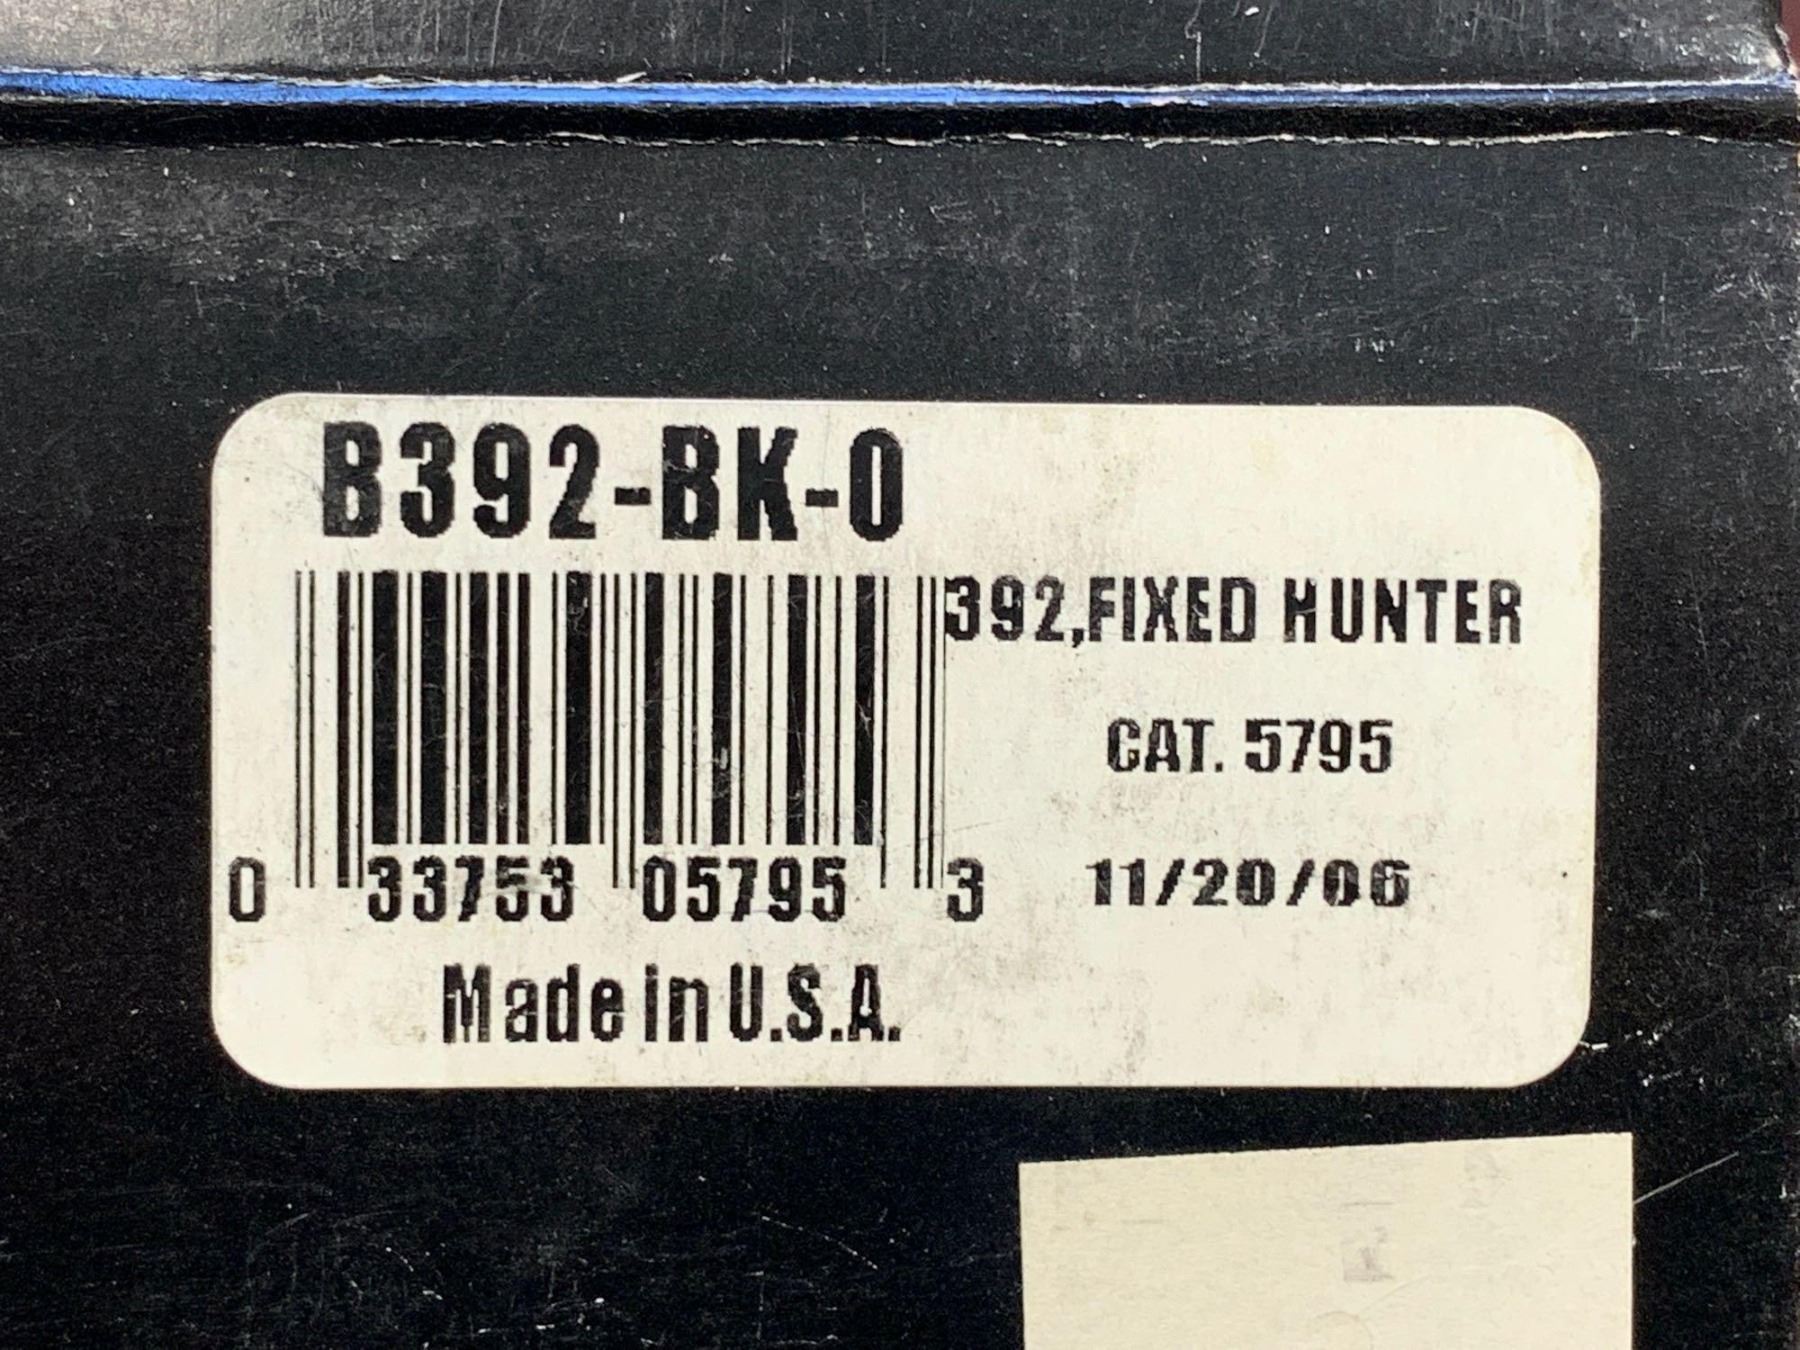 B392-BK-0
392,FIXED HUNTER
CAT. 5795
11/20/06
0 33753 05795 3
Made in U.S.A.